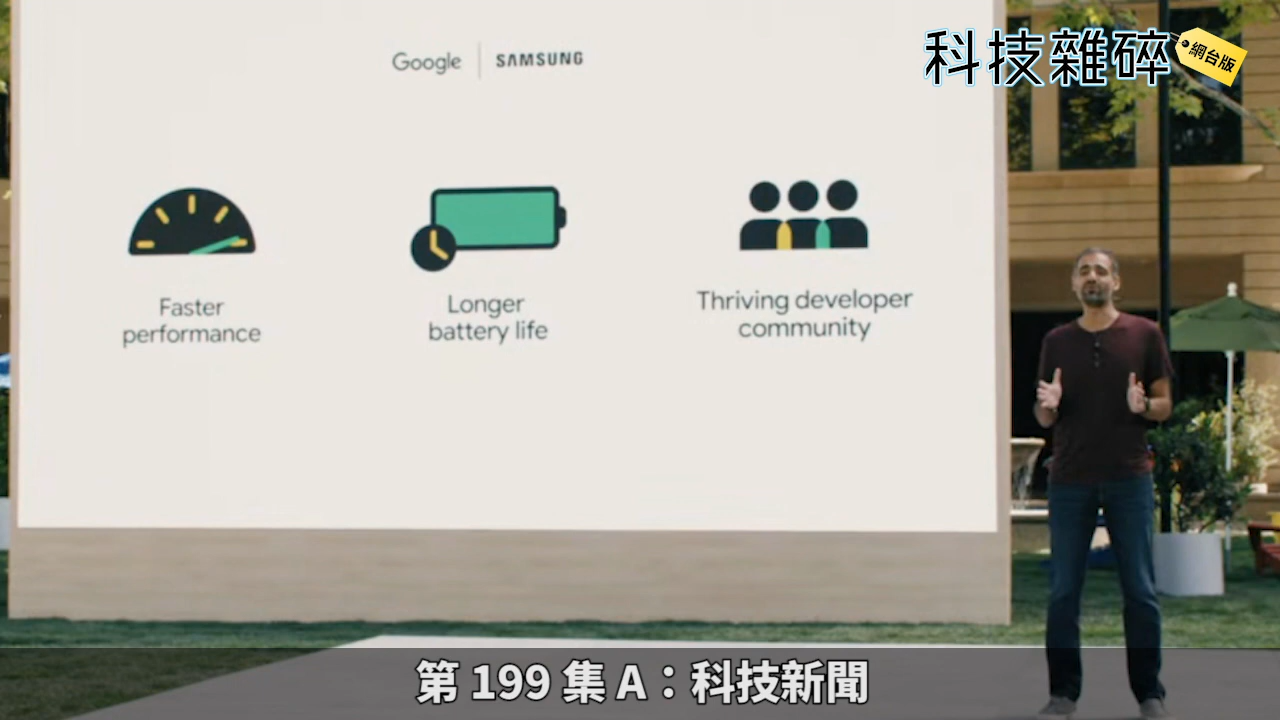 科技雜碎
網台版
Google | SAMSUNG
Faster
performance
Longer
battery life
Thriving developer
community
第 199 集 A：科技新聞